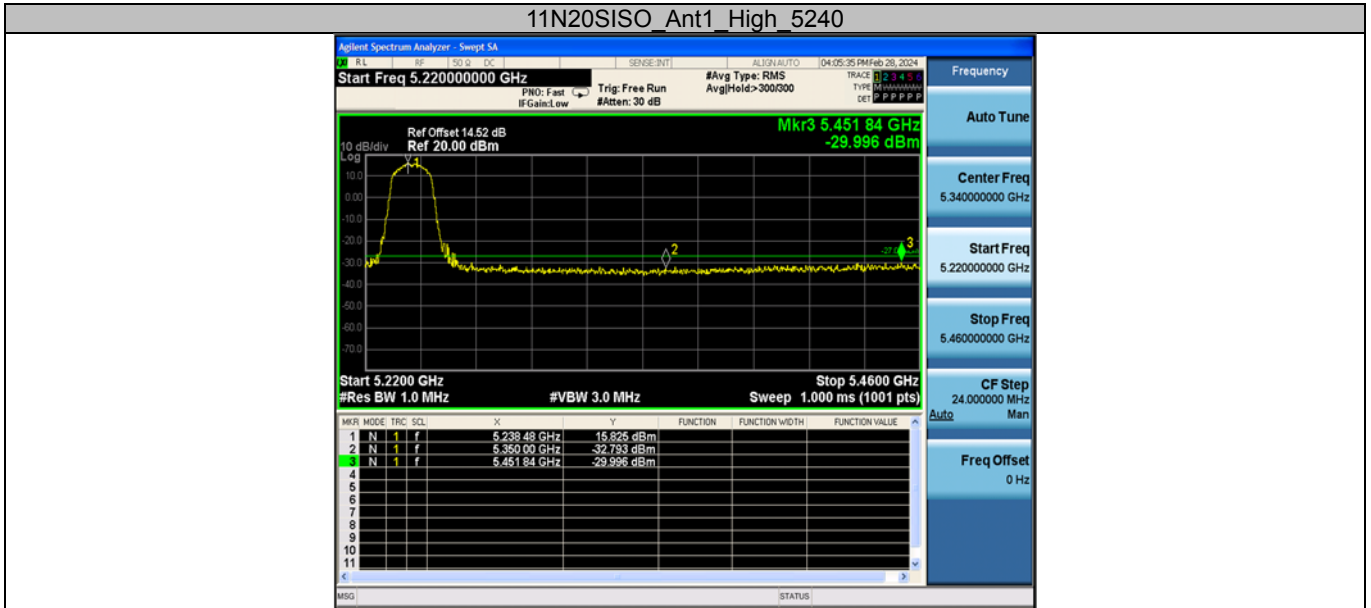 11N20SISO_Ant1_High_5240
Agilent Spectrum Analyzer - Swept SA
RL RF 50 Ω DC SENSE:INT ALIGNAUTO 04:05:35 PM Feb 28, 2024
Start Freq 5.220000000 GHz
PNO: Fast
IFGain:Low
Trig: Free Run
#Atten: 30 dB
#Avg Type: RMS
Avg|Hold:>300/300
TRACE 1 2 3 4 5 6
TYPE
DET P P P P P P
Mkr3 5.451 84 GHz
-29.996 dBm
Ref Offset 14.52 dB
Ref 20.00 dBm
10 dB/div
Log
10.0
0.00
-10.0
-20.0
-30.0
-40.0
-50.0
-60.0
-70.0
1
2
3
Start 5.2200 GHz
Stop 5.4600 GHz
#Res BW 1.0 MHz
#VBW 3.0 MHz
Sweep 1.000 ms (1001 pts)
MKR MODE TRC SCL X Y FUNCTION FUNCTION WIDTH FUNCTION VALUE
1 N 1 f 5.238 48 GHz 15.825 dBm
2 N 1 f 5.350 00 GHz -32.793 dBm
3 N 1 f 5.451 84 GHz -29.996 dBm
4
5
6
7
8
9
10
11
MSG
STATUS
Frequency
Auto Tune
Center Freq
5.340000000 GHz
Start Freq
5.220000000 GHz
Stop Freq
5.460000000 GHz
CF Step
24.000000 MHz
Auto Man
Freq Offset
0 Hz